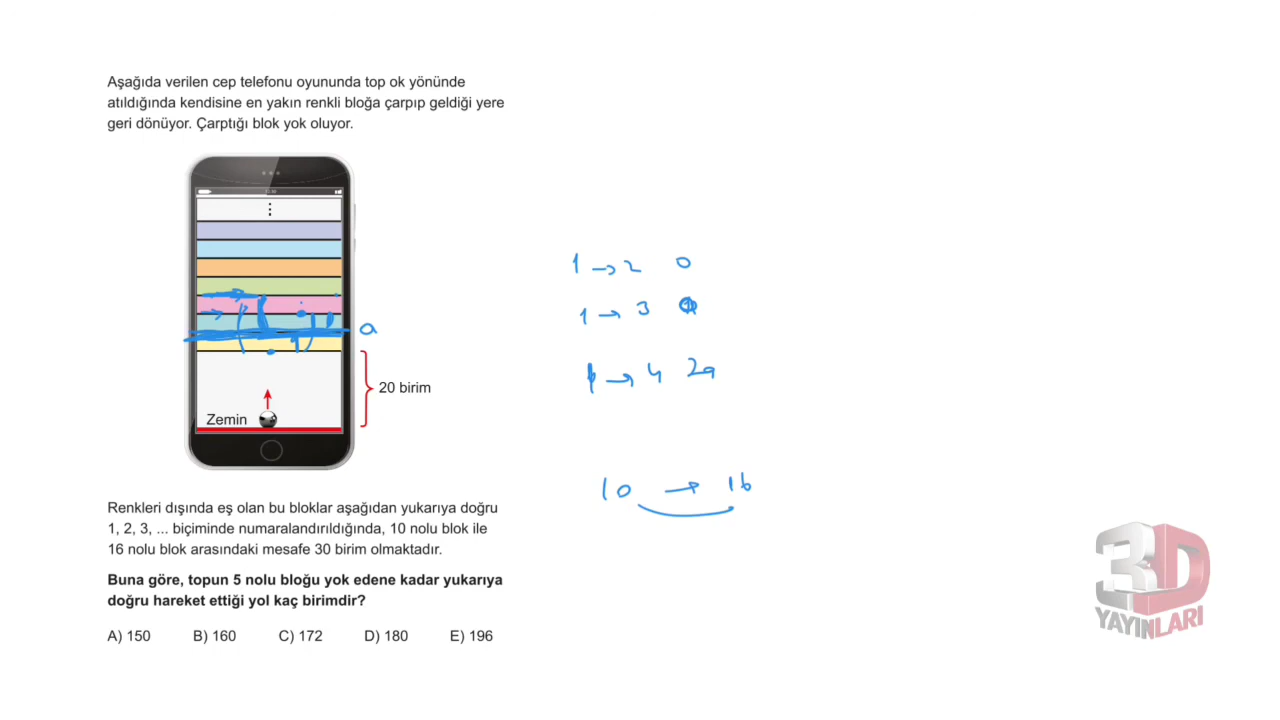 Aşağıda verilen cep telefonu oyununda top ok yönünde
atıldığında kendisine en yakın renkli bloğa çarpıp geldiği yere
geri dönüyor. Çarptığı blok yok oluyor.
a
20 birim
Zemin
1 → 2 0
1 → 3
1 → 4 2a
10 → 16
Renkleri dışında eş olan bu bloklar aşağıdan yukarıya doğru
1, 2, 3, ... biçiminde numaralandırıldığında, 10 nolu blok ile
16 nolu blok arasındaki mesafe 30 birim olmaktadır.
Buna göre, topun 5 nolu bloğu yok edene kadar yukarıya
doğru hareket ettiği yol kaç birimdir?
A) 150 B) 160 C) 172 D) 180 E) 196
3D
YAYINLARI